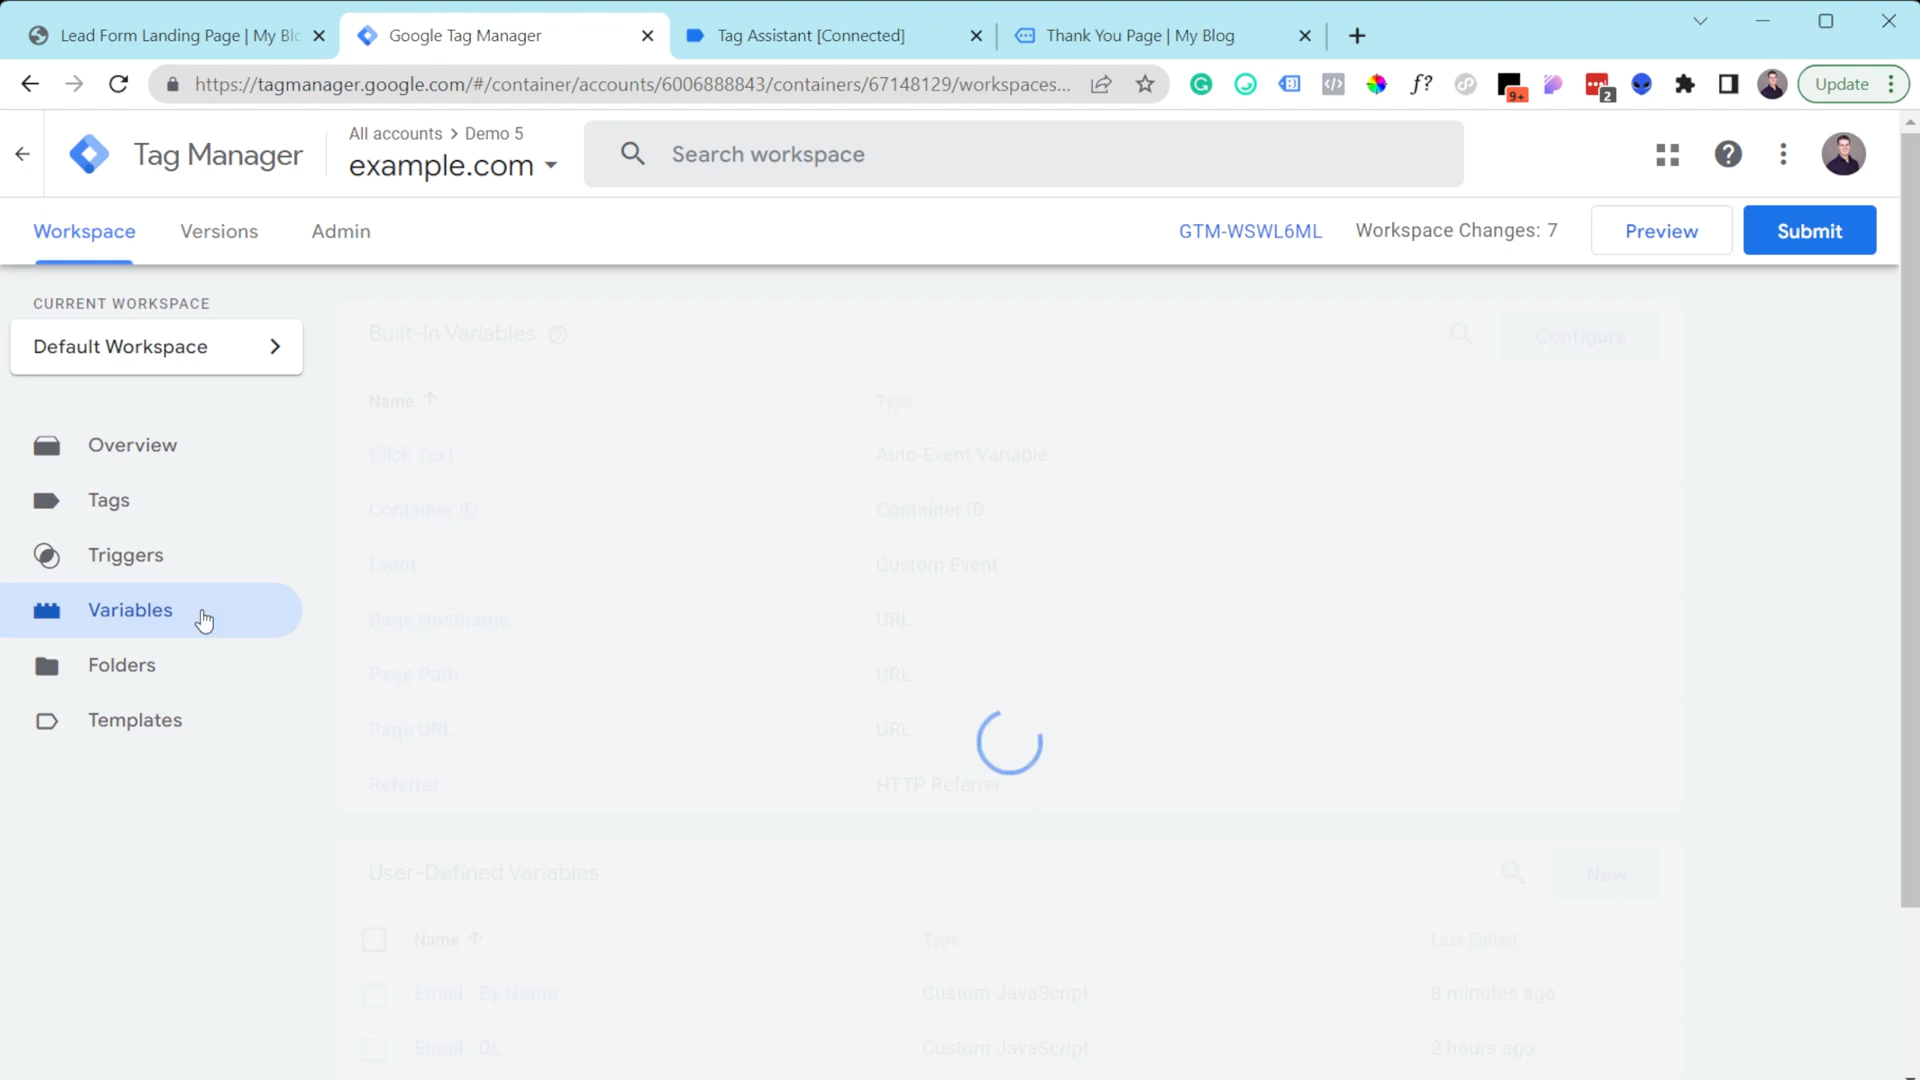 Lead Form Landing Page | My Blo
Google Tag Manager
Tag Assistant [Connected]
Thank You Page | My Blog
https://tagmanager.google.com/#/container/accounts/6006888843/containers/67148129/workspaces...
f?
9+
2
Update
Tag Manager
All accounts > Demo 5
example.com
Search workspace
Workspace
Versions
Admin
GTM-WSWL6ML
Workspace Changes: 7
Preview
Submit
CURRENT WORKSPACE
Default Workspace
Overview
Tags
Triggers
Variables
Folders
Templates
Built-In Variables
Configure
Name
Type
Click Text
Auto-Event Variable
Container ID
Container ID
Event
Custom Event
Page Hostname
URL
Page Path
URL
Page URL
URL
Referrer
HTTP Referrer
User-Defined Variables
New
Name
Type
Last Edited
Email - By Name
Custom JavaScript
8 minutes ago
Email - DL
Custom JavaScript
2 hours ago